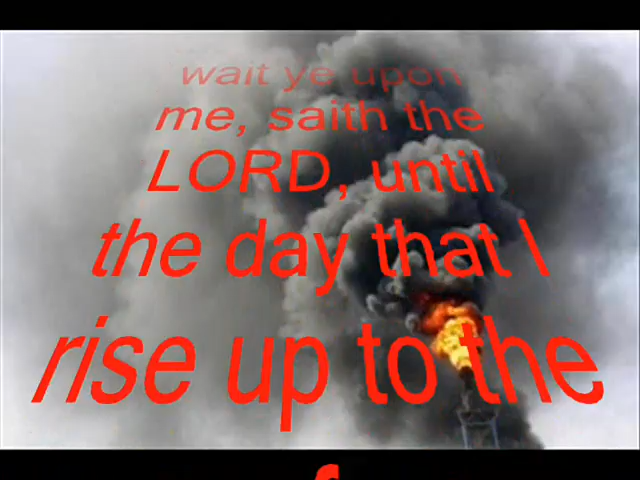 wait ye upon
me, saith the
LORD, until
the day that I
rise up to the